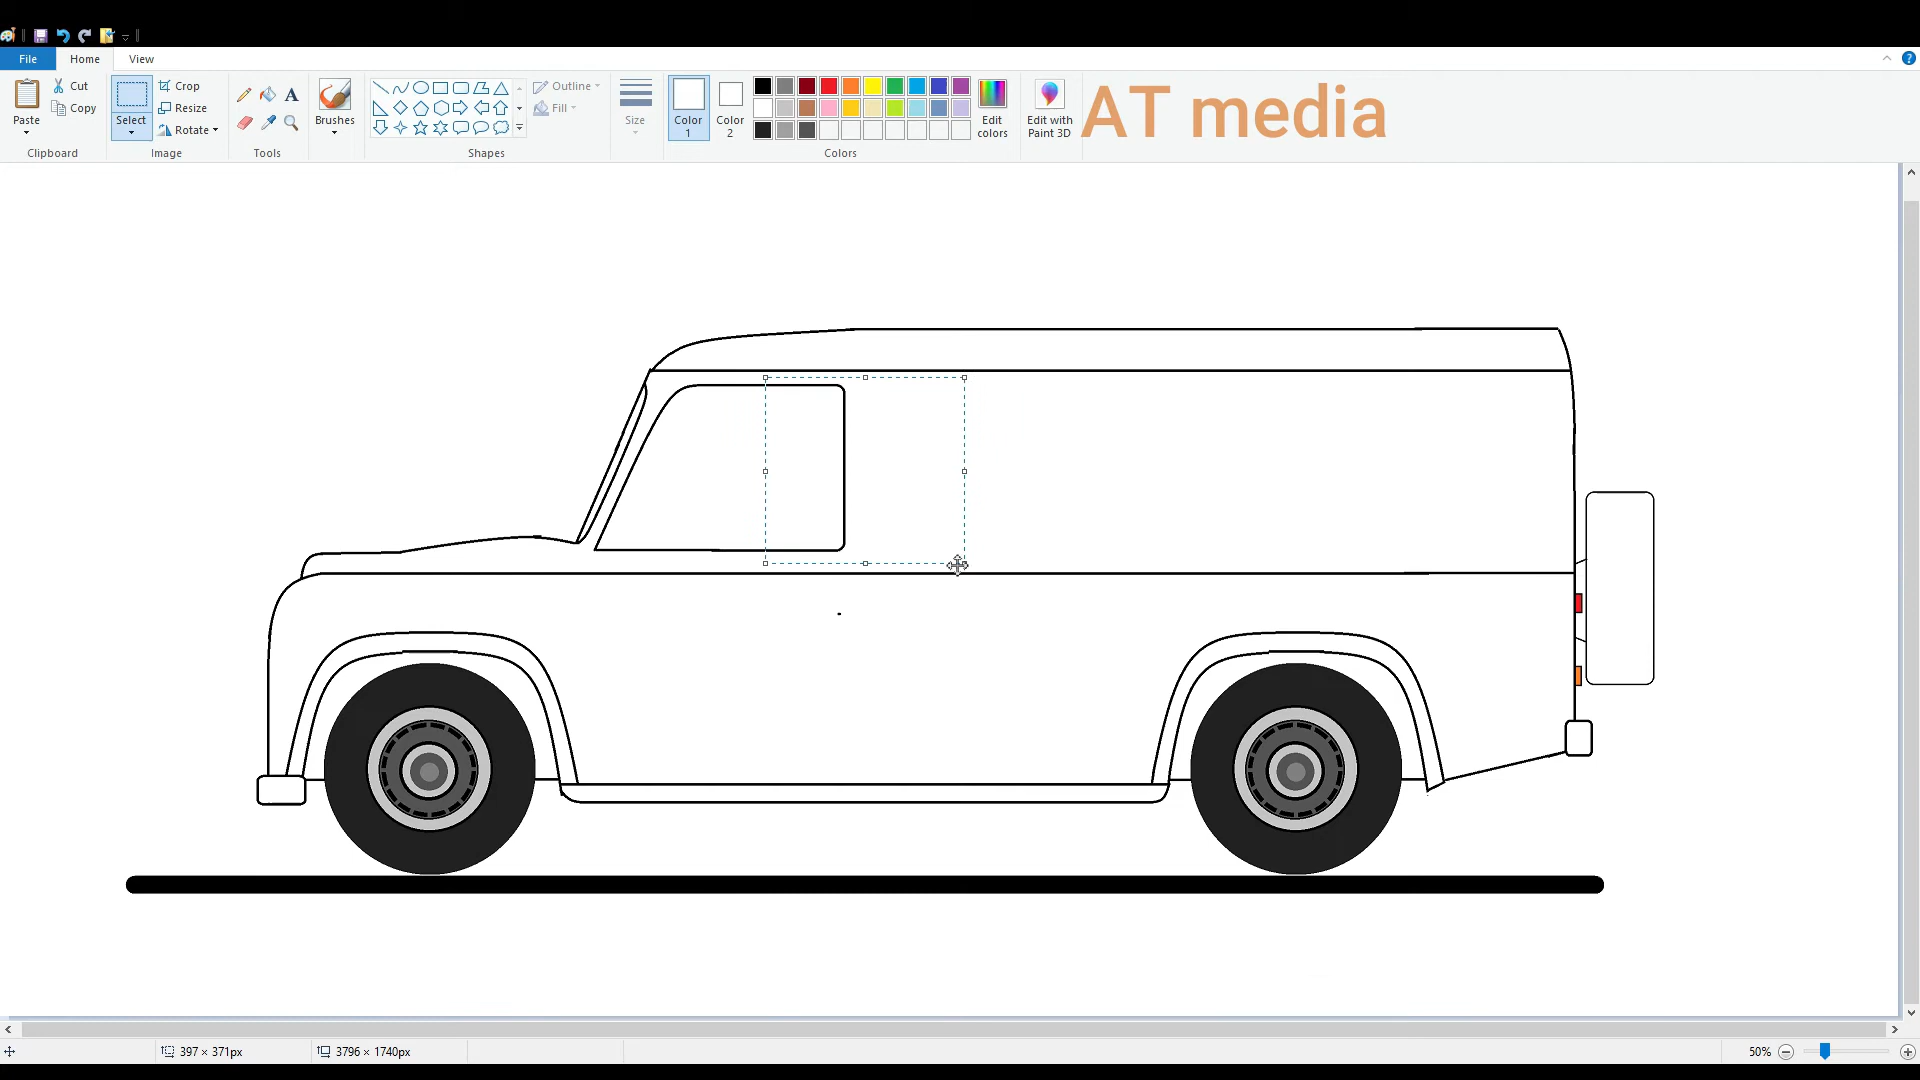 File Home View
Paste
Cut
Copy
Clipboard
Select
Crop
Resize
Rotate
Image
Tools
Brushes
Shapes
Outline
Fill
Size
Color 1
Color 2
Edit colors
Colors
Edit with Paint 3D
AT media
397 × 371px
3796 × 1740px
50%